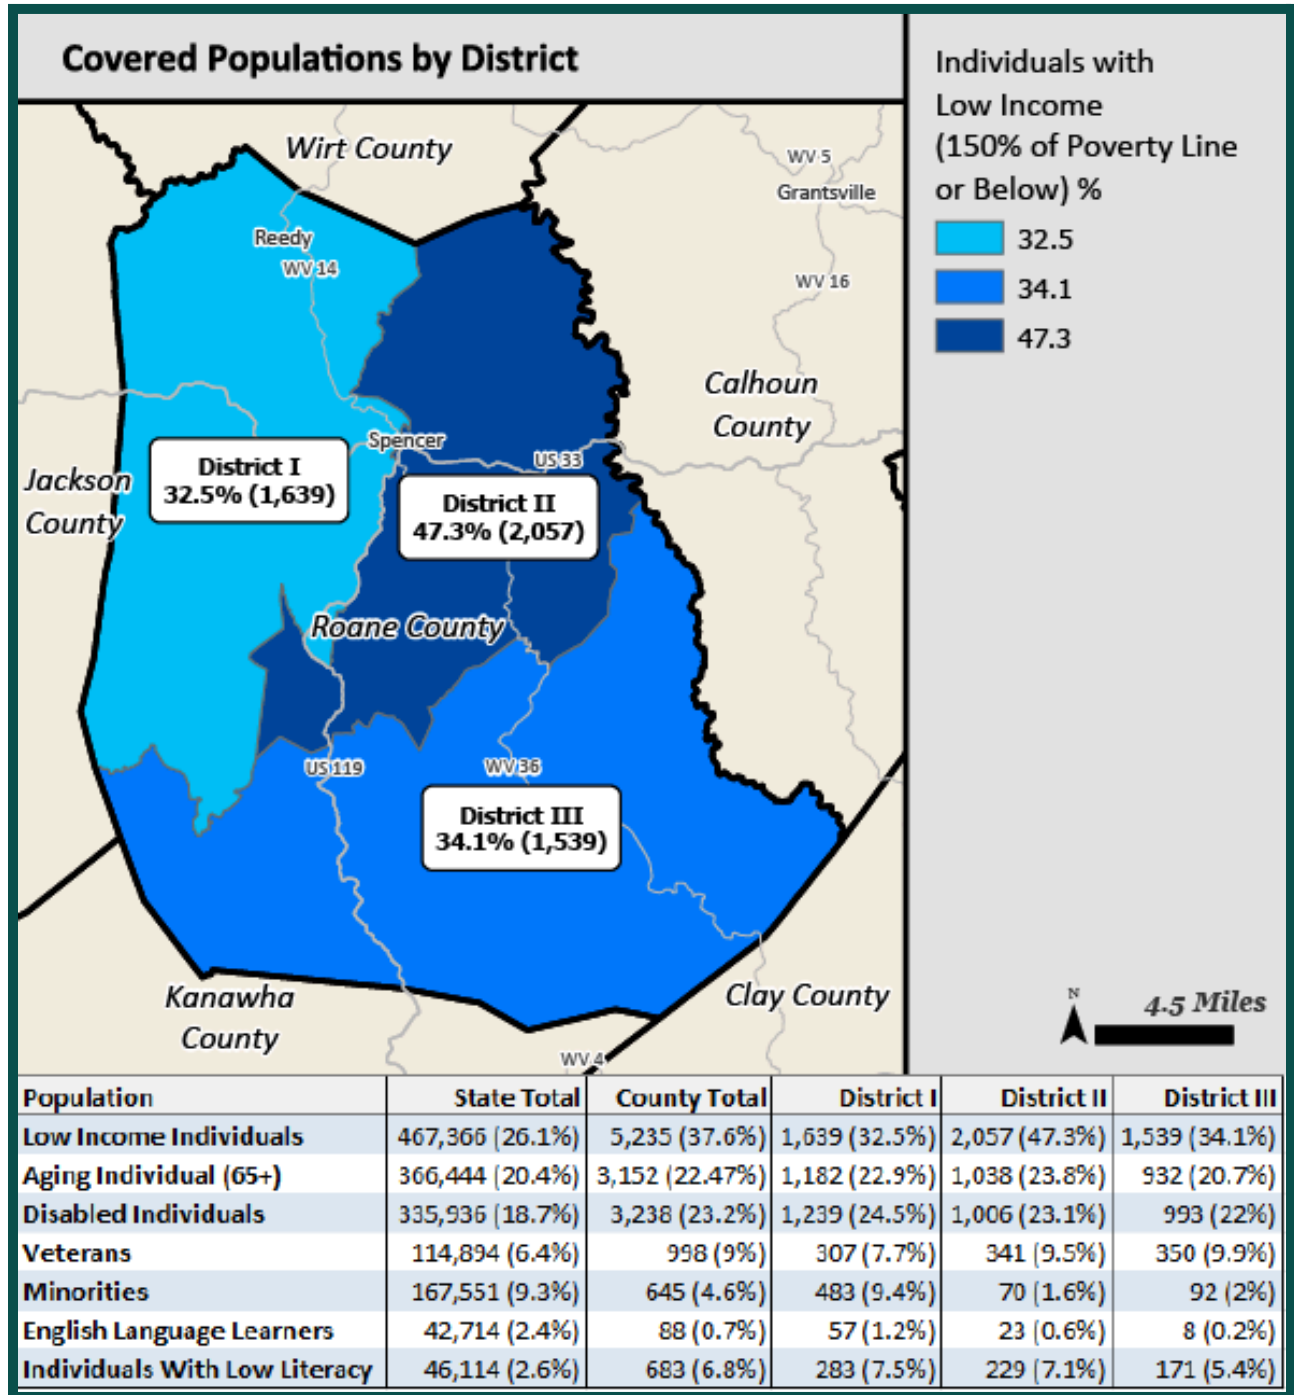 Covered Populations by District
Individuals with
Low Income
(150% of Poverty Line
or Below) %
32.5
34.1
47.3
Wirt County
WV 5
Grantsville
Reedy
WV 14
WV 16
Calhoun
County
Spencer
US 33
Jackson
County
District I
32.5% (1,639)
District II
47.3% (2,057)
Roane County
US 119
WV 36
District III
34.1% (1,539)
Kanawha
County
Clay County
WV 4
N
4.5 Miles
Population State Total County Total District I District II District III
Low Income Individuals 467,366 (26.1%) 5,235 (37.6%) 1,639 (32.5%) 2,057 (47.3%) 1,539 (34.1%)
Aging Individual (65+) 366,444 (20.4%) 3,152 (22.47%) 1,182 (22.9%) 1,038 (23.8%) 932 (20.7%)
Disabled Individuals 335,936 (18.7%) 3,238 (23.2%) 1,239 (24.5%) 1,006 (23.1%) 993 (22%)
Veterans 114,894 (6.4%) 998 (9%) 307 (7.7%) 341 (9.5%) 350 (9.9%)
Minorities 167,551 (9.3%) 645 (4.6%) 483 (9.4%) 70 (1.6%) 92 (2%)
English Language Learners 42,714 (2.4%) 88 (0.7%) 57 (1.2%) 23 (0.6%) 8 (0.2%)
Individuals With Low Literacy 46,114 (2.6%) 683 (6.8%) 283 (7.5%) 229 (7.1%) 171 (5.4%)